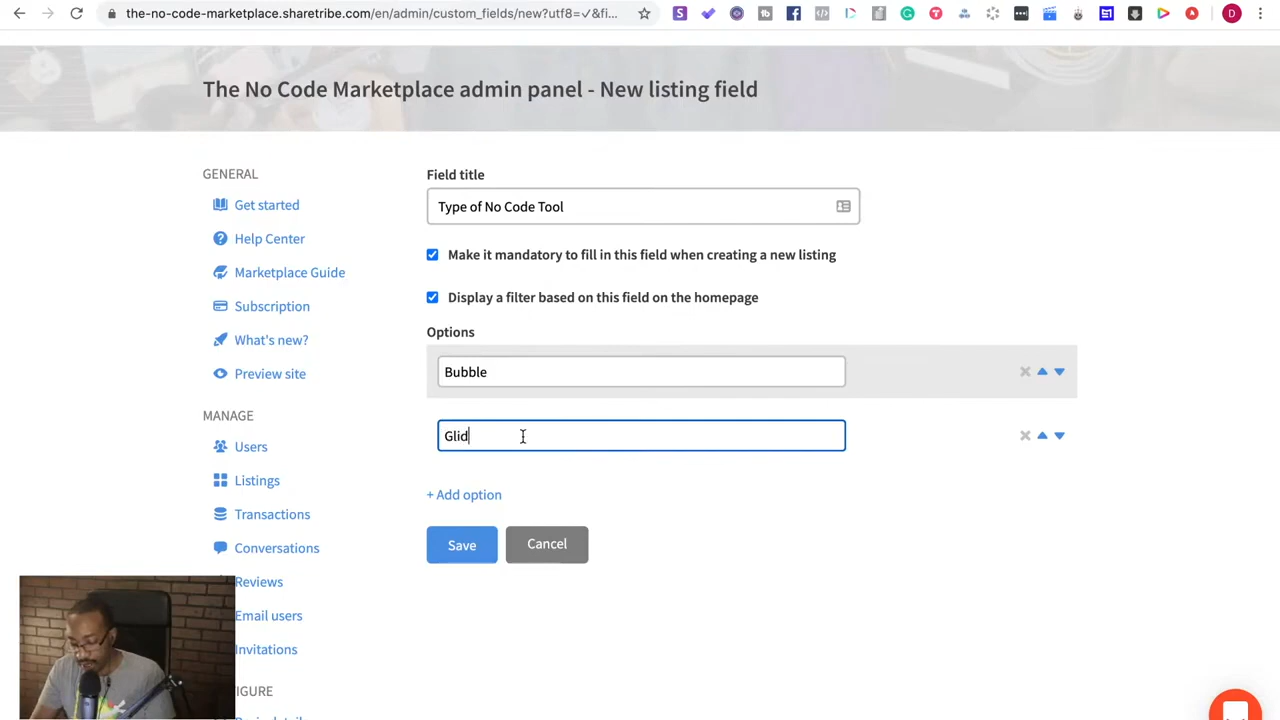 the-no-code-marketplace.sharetribe.com/en/admin/custom_fields/new?utf8=✓&fi...
D
The No Code Marketplace admin panel - New listing field
GENERAL
Get started
Help Center
Marketplace Guide
Subscription
What's new?
Preview site
MANAGE
Users
Listings
Transactions
Conversations
Reviews
Email users
Invitations
IGURE
Field title
Type of No Code Tool
Make it mandatory to fill in this field when creating a new listing
Display a filter based on this field on the homepage
Options
Bubble
Glid
+ Add option
Save
Cancel